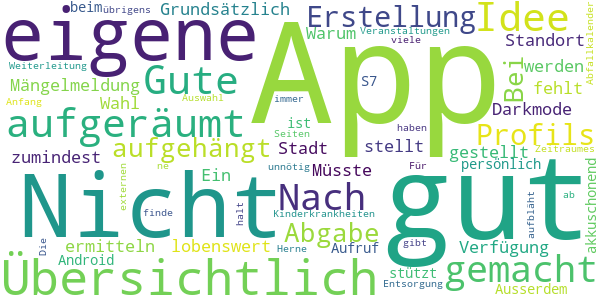 beim
übrigens
Grundsätzlich
Erstellung
Idee
Abfallkalender
eigene
App
Warum
Veranstaltungen
viele
Standort
Weiterleitung
Mängelmeldung
Gute
Bei
werden
fehlt
Anfang
Wahl
Auswahl
immer
S7
haben
Darkmode
aufgeräumt
ist
Seiten
Profils
zumindest
aufgehängt
Stadt
stellt
gestellt
Zeitraumes
externen
Ein
ne
unnötig
Müsste
Für
persönlich
akkuschonend
Nicht
Nach
gut
ab
finde
halt
Kinderkrankheiten
aufbläht
Die
ermitteln
lobenswert
Abgabe
Herne
Aufruf
gibt
Verfügung
Übersichtlich
Android
stützt
Entsorgung
gemacht
Ausserdem